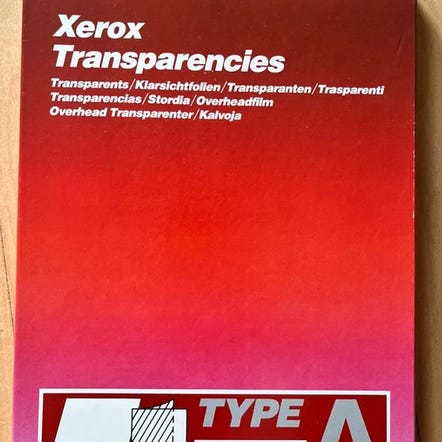 Xerox
Transparencies
Transparents/Klarsichtfolien/Transparanten/Trasparenti
Transparencias/Stordia/Overheadfilm
Overhead Transparenter/Kalvoja
TYPE A